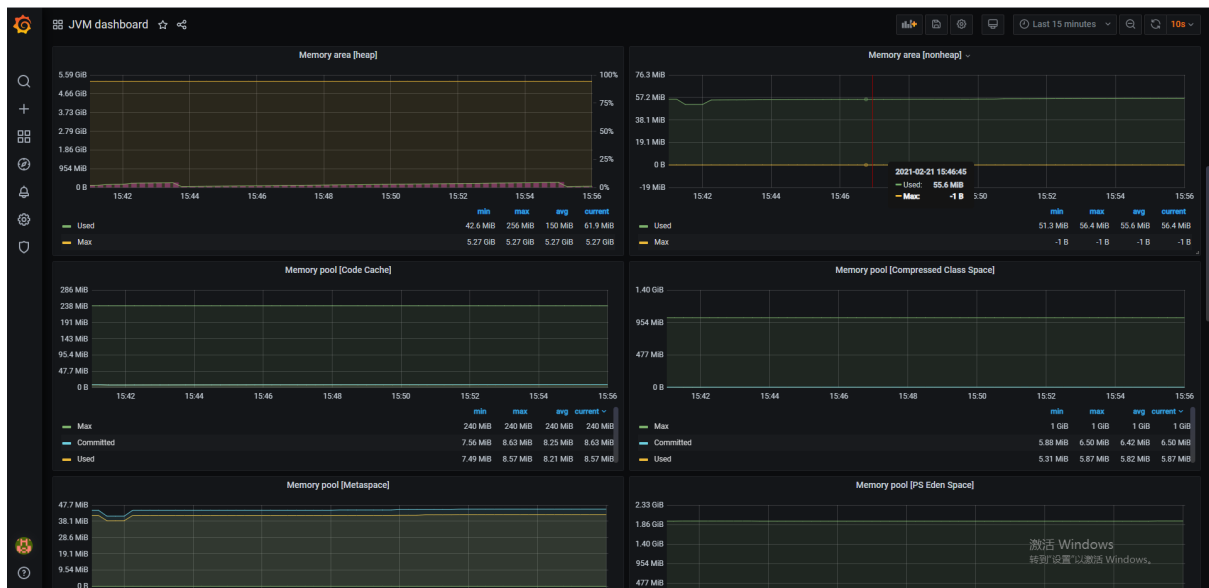 JVM dashboard
Last 15 minutes
10s
Memory area [heap]
5.59 GiB
4.66 GiB
3.73 GiB
2.79 GiB
1.86 GiB
954 MiB
0 B
100%
75%
50%
25%
0%
15:42 15:44 15:46 15:48 15:50 15:52 15:54 15:56
min max avg current
Used 42.6 MiB 256 MiB 150 MiB 61.9 MiB
Max 5.27 GiB 5.27 GiB 5.27 GiB 5.27 GiB
Memory area [nonheap]
76.3 MiB
57.2 MiB
38.1 MiB
19.1 MiB
0 B
-19 MiB
15:42 15:44 15:46 15:50 15:52 15:54 15:56
2021-02-21 15:46:45
Used: 55.6 MiB
Max: -1 B
min max avg current
Used 51.3 MiB 56.4 MiB 55.6 MiB 56.4 MiB
Max -1 B -1 B -1 B -1 B
Memory pool [Code Cache]
286 MiB
238 MiB
191 MiB
143 MiB
95.4 MiB
47.7 MiB
0 B
15:42 15:44 15:46 15:48 15:50 15:52 15:54 15:56
min max avg current
Max 240 MiB 240 MiB 240 MiB 240 MiB
Committed 7.56 MiB 8.63 MiB 8.25 MiB 8.63 MiB
Used 7.49 MiB 8.57 MiB 8.21 MiB 8.57 MiB
Memory pool [Compressed Class Space]
1.40 GiB
954 MiB
477 MiB
0 B
15:42 15:44 15:46 15:48 15:50 15:52 15:54 15:56
min max avg current
Max 1 GiB 1 GiB 1 GiB 1 GiB
Committed 5.88 MiB 6.50 MiB 6.42 MiB 6.50 MiB
Used 5.31 MiB 5.87 MiB 5.82 MiB 5.87 MiB
Memory pool [Metaspace]
47.7 MiB
38.1 MiB
28.6 MiB
19.1 MiB
9.54 MiB
0 B
Memory pool [PS Eden Space]
2.33 GiB
1.86 GiB
1.40 GiB
954 MiB
477 MiB
激活 Windows
转到"设置"以激活 Windows。